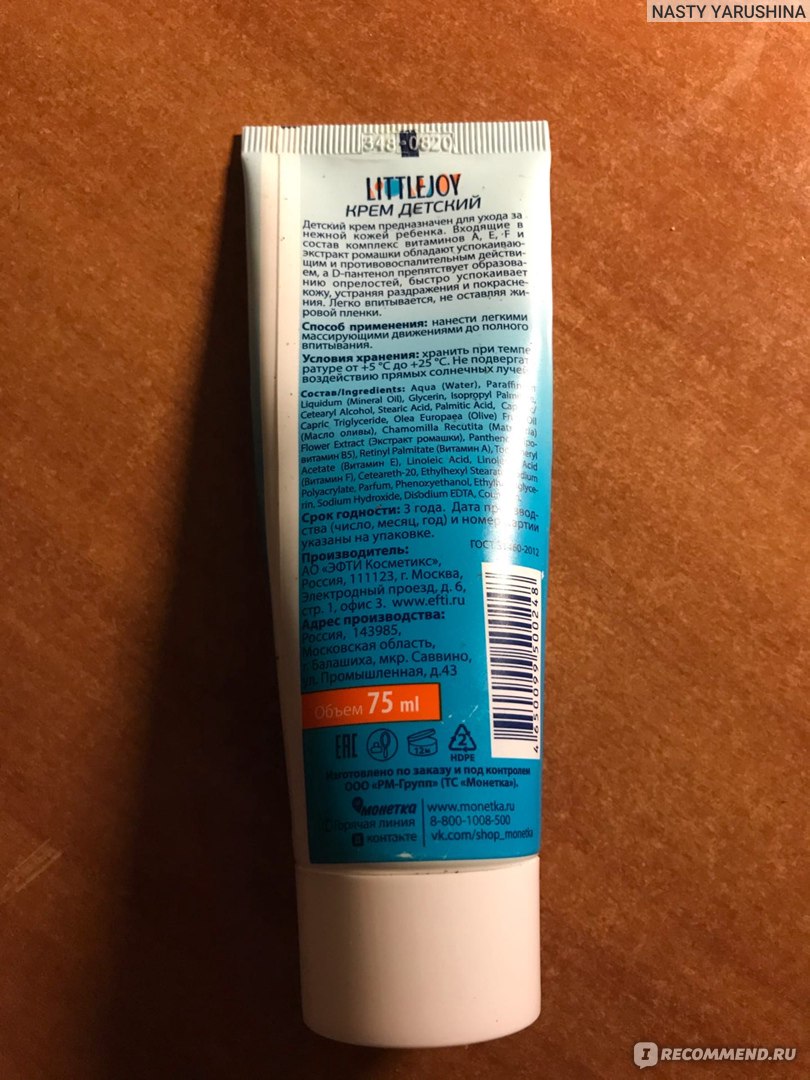 NASTY YARUSHINA
348 0820
LITTLEJOY
КРЕМ ДЕТСКИЙ
Детский крем предназначен для ухода за
нежной кожей ребенка. Входящие в
состав комплекс витаминов А, Е, F и
экстракт ромашки обладают успокаиваю-
щим и противовоспалительным действи-
ем, а D-пантенол препятствует образова-
нию опрелостей, быстро успокаивает
кожу, устраняя раздражения и покрасне-
ния. Легко впитывается, не оставляя жи-
ровой пленки.
Способ применения: нанести легкими
массирующими движениями до полного
впитывания.
Условия хранения: хранить при темпе
ратуре от +5 °С до +25 °С. Не подвергат
воздействию прямых солнечных лучей
Состав/Ingredients: Aqua (Water),
Liquidum (Mineral Oil), Glycerin, Isopropyl
Cetearyl Alcohol, Stearic Acid, Palmitic Acid,
Capric Triglyceride, Olea Europaea (Olive) Oil
(Масло оливы), Chamomilla Recutita
Flower Extract (Экстракт ромашки),
витамин В5), Retinyl Palmitate (Витамин А),
Acetate (Витамин Е), Linoleic Acid,
(Витамин F), Ceteareth-20, Ethylhexyl
Polyacrylate, Parfum, Phenoxyethanol,
rin, Sodium Hydroxide, Disodium EDTA,
Срок годности: 3 года. Дата
ства (число, месяц, год) и номер
указаны на упаковке.
ГОСТ
Производитель:
АО «ЭФТИ Косметикс»,
Россия, 111123, г. Москва,
Электродный проезд, д. 6,
стр. 1, офис 3. www.efti.ru
Адрес производства:
Россия, 143985,
Московская область,
г. Балашиха, мкр. Саввино,
ул. Промышленная, д.43
Объем 75 ml
4650099500248
EAC
12м
2
HDPE
Изготовлено по заказу и под контролем
ООО «РМ-Групп» (ТС «Монетка»).
монетка www.monetka.ru
Горячая линия 8-800-1008-500
контакте vk.com/shop_monetka
IRECOMMEND.RU